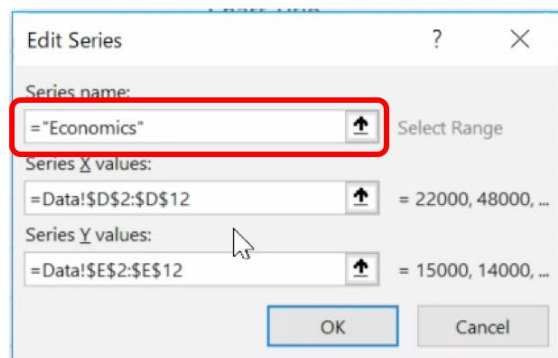 Edit Series ?
Series name:
="Economics" Select Range
Series X values:
=Data!$D$2:$D$12 = 22000, 48000, ...
Series Y values:
=Data!$E$2:$E$12 = 15000, 14000, ...
OK Cancel